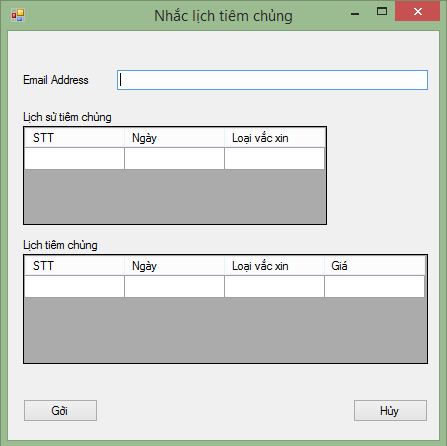 Nhắc lịch tiêm chủng
Email Address
Lịch sử tiêm chủng
STT Ngày Loại vắc xin
Lịch tiêm chủng
STT Ngày Loại vắc xin Giá
Gởi Hủy